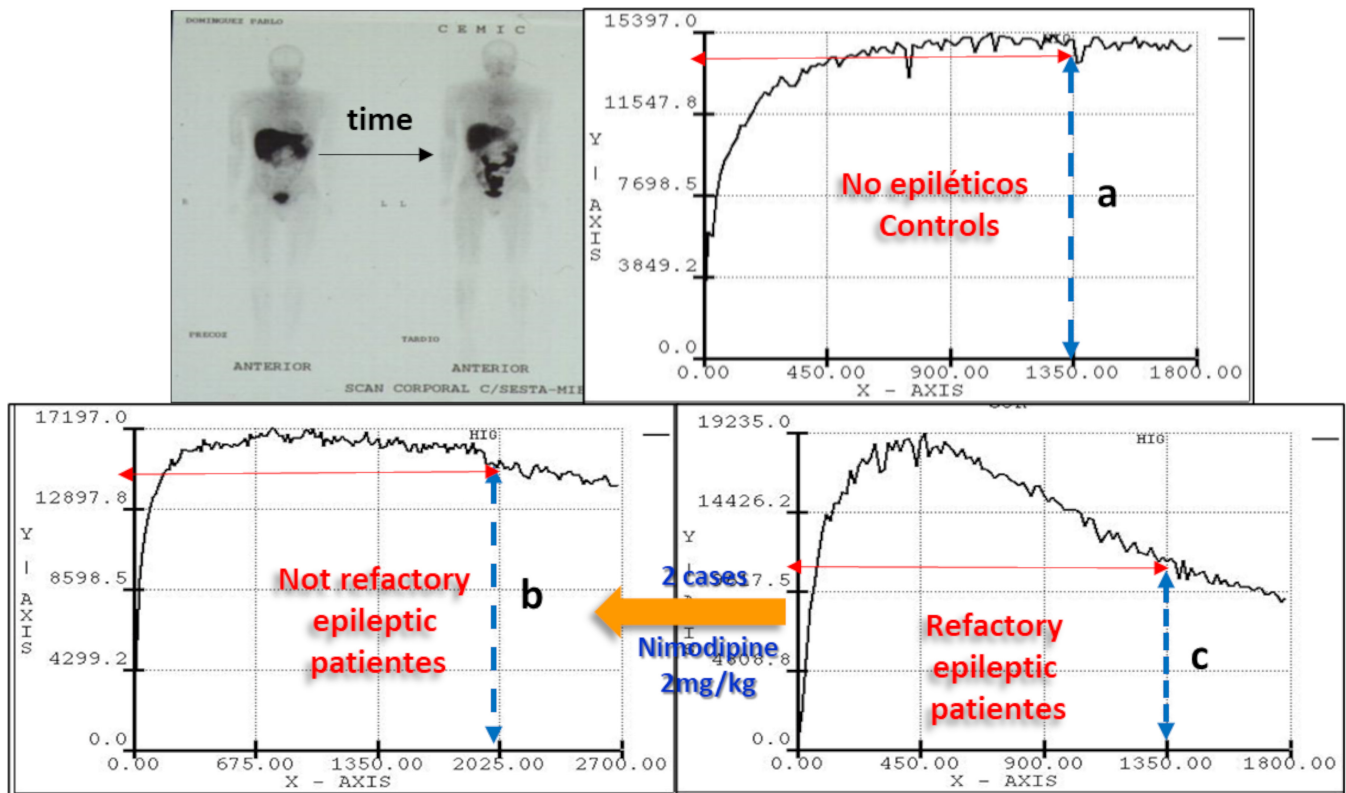 DOMINGUEZ PABLO
CEMIC
time
R
L L
PRECOZ
TARDIO
ANTERIOR
ANTERIOR
SCAN CORPORAL C/SESTA-MI
15397.0
11547.8
7698.5
3849.2
0.0
Y - AXIS
HIG
No epiléticos
Controls
a
0.00 450.00 900.00 1350.00 1800.00
X - AXIS
17197.0
12897.8
8598.5
4299.2
0.0
Y - AXIS
HIG
Not refactory
epileptic
patientes
b
0.00 675.00 1350.00 2025.00 2700.00
X - AXIS
2 cases
Nimodipine
2mg/kg
19235.0
14426.2
0.0
HIG
Refactory
epileptic
patientes
c
0.00 450.00 900.00 1350.00 1800.00
X - AXIS